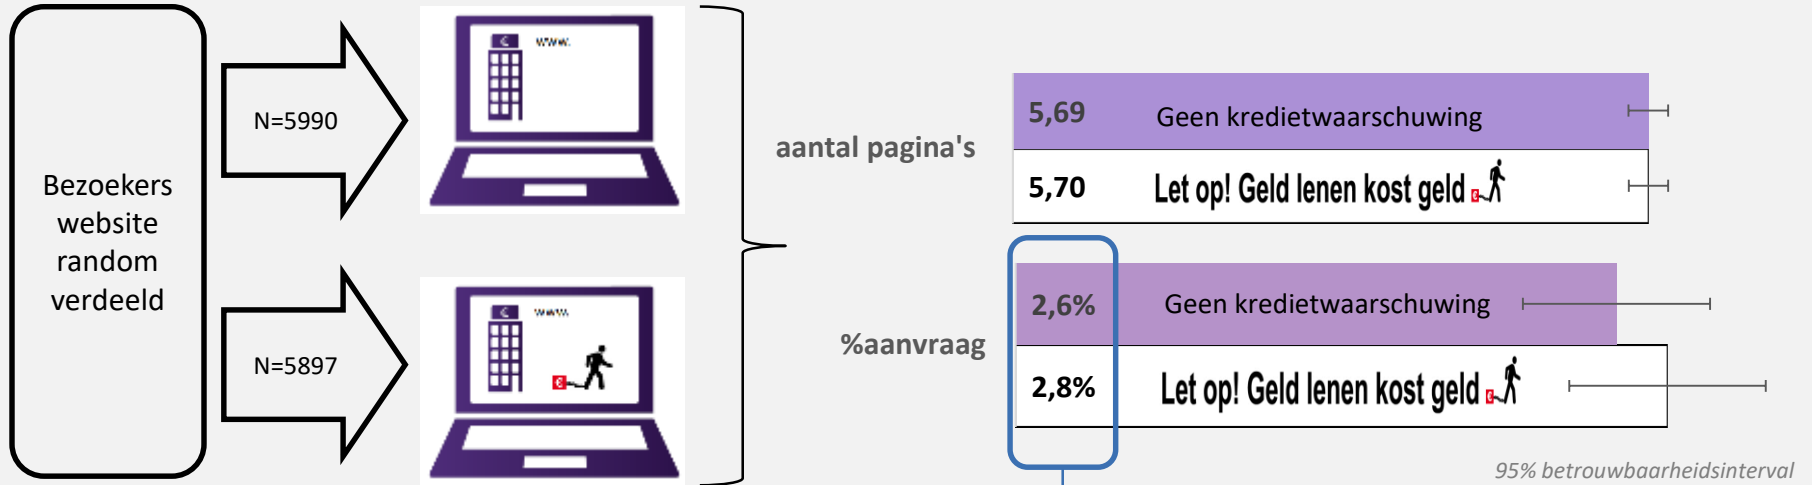 Bezoekers
website
random
verdeeld
N=5990
N=5897
€ www.
€ www.
€
aantal pagina's
5,69 Geen kredietwaarschuwing
5,70 Let op! Geld lenen kost geld €
%aanvraag
2,6% Geen kredietwaarschuwing
2,8% Let op! Geld lenen kost geld €
95% betrouwbaarheidsinterval